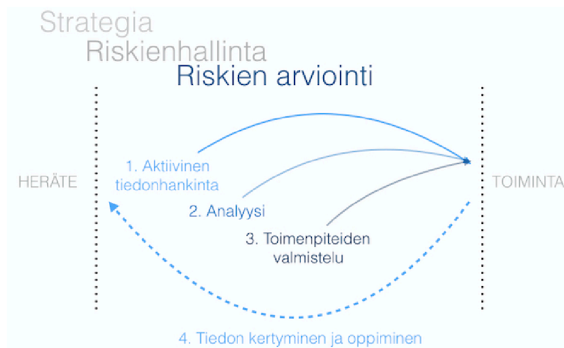 Strategia
Riskienhallinta
Riskien arviointi
1. Aktiivinen
tiedonhankinta
HERÄTE
TOIMINTA
2. Analyysi
3. Toimenpiteiden
valmistelu
4. Tiedon kertyminen ja oppiminen